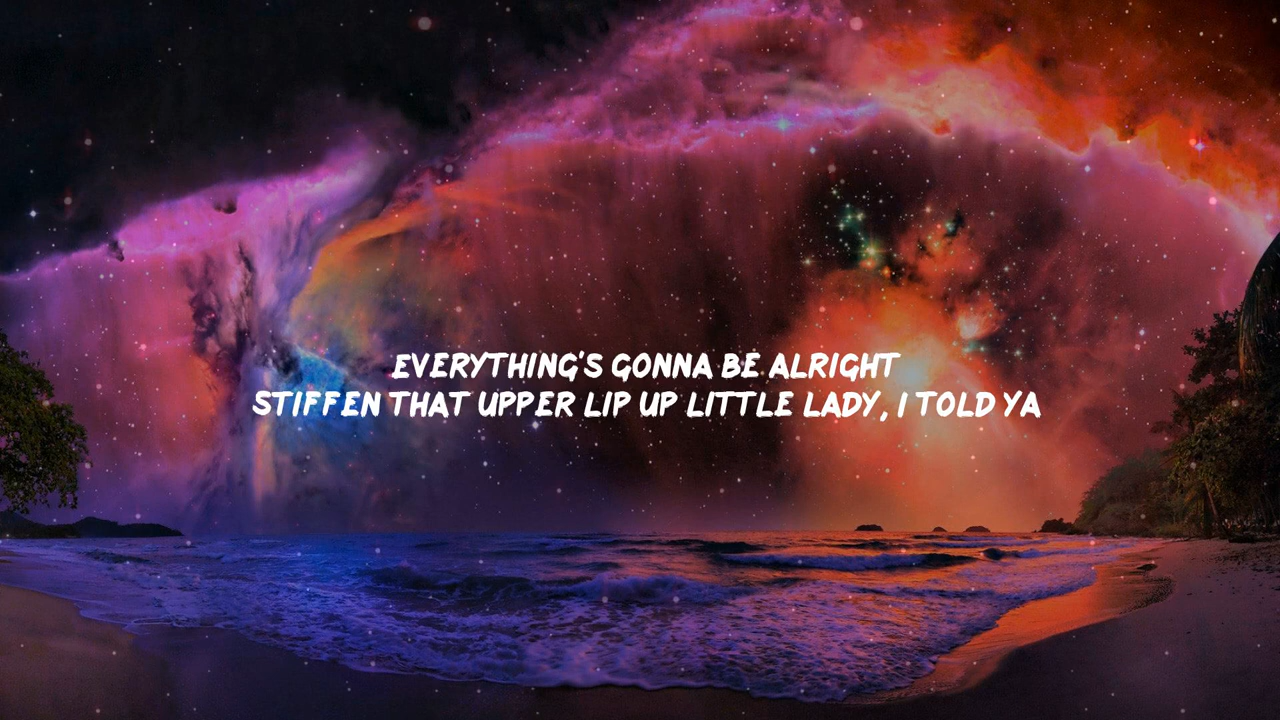 EVERYTHING'S GONNA BE ALRIGHT
STIFFEN THAT UPPER LIP UP LITTLE LADY, I TOLD YA